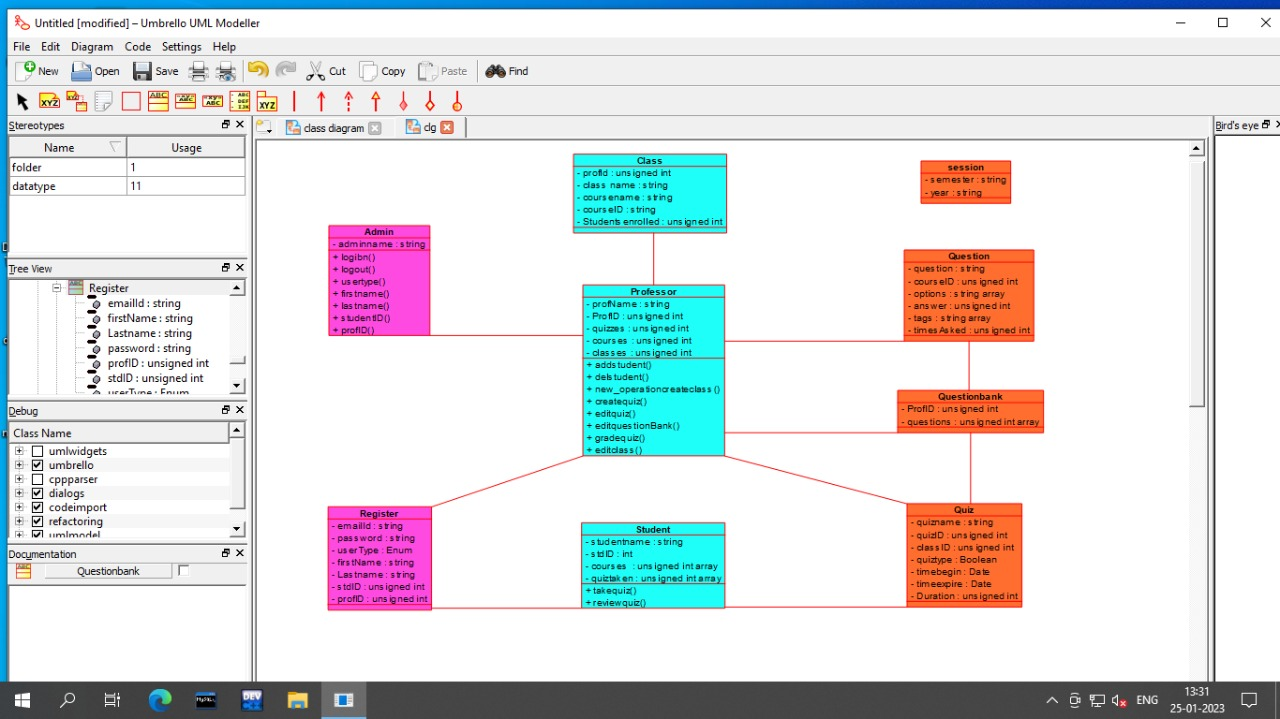 Untitled [modified] – Umbrello UML Modeller
File Edit Diagram Code Settings Help
New Open Save Cut Copy Paste Find
Stereotypes
Name Usage
folder 1
datatype 11
Tree View
Register
emailId : string
firstName : string
Lastname : string
password : string
profID : unsigned int
stdID : unsigned int
userType : Enum
Debug
Class Name
umlwidgets
umbrello
cppparser
dialogs
codeimport
refactoring
umlmodel
Documentation
Questionbank
class diagram
clg
Bird's eye
Class
- profId : unsigned int
- class name : string
- coursename : string
- courseID : string
- Students enrolled : unsigned int
session
- semester : string
- year : string
Admin
- adminname : string
+ logibn()
+ logout()
+ usertype()
+ firstname()
+ lastname()
+ studentID()
+ profID()
Question
- question : string
- courseID : unsigned int
- options : string array
- answer : unsigned int
- tags : string array
- timesAsked : unsigned int
Professor
- profName : string
- ProfID : unsigned int
- quizzes : unsigned int
- courses : unsigned int
- classes : unsigned int
+ addstudent()
+ delstudent()
+ new_operationcreateclass ()
+ createquiz()
+ editquiz()
+ editquestionBank()
+ gradequiz()
+ editclass()
Questionbank
- ProfID : unsigned int
- questions : unsigned int array
Register
- emailId : string
- password : string
- userType : Enum
- firstName : string
- Lastname : string
- stdID : unsigned int
- profID : unsigned int
Student
- studentname : string
- stdID : int
- courses : unsigned int array
- quiztaken : unsigned int array
+ takequiz()
+ reviewquiz()
Quiz
- quizname : string
- quizID : unsigned int
- classID : unsigned int
- quiztype : Boolean
- timebegin : Date
- timeexpire : Date
- Duration : unsigned int
DEV
ENG
13:31
25-01-2023